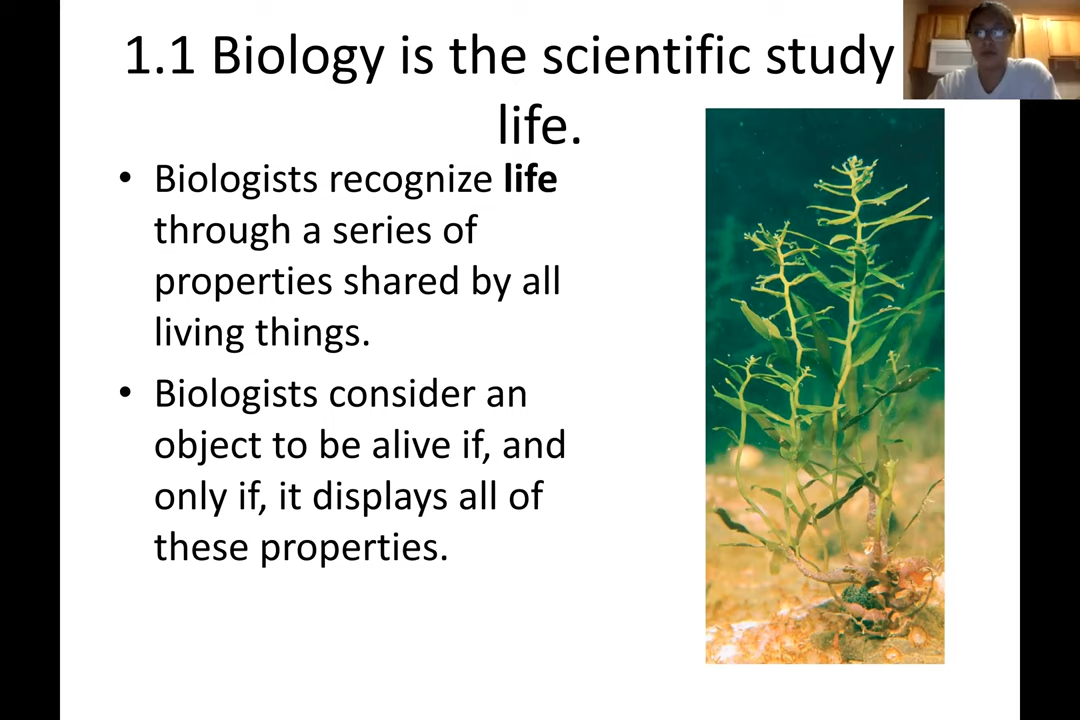 1.1 Biology is the scientific study
life.
• Biologists recognize life
through a series of
properties shared by all
living things.
• Biologists consider an
object to be alive if, and
only if, it displays all of
these properties.